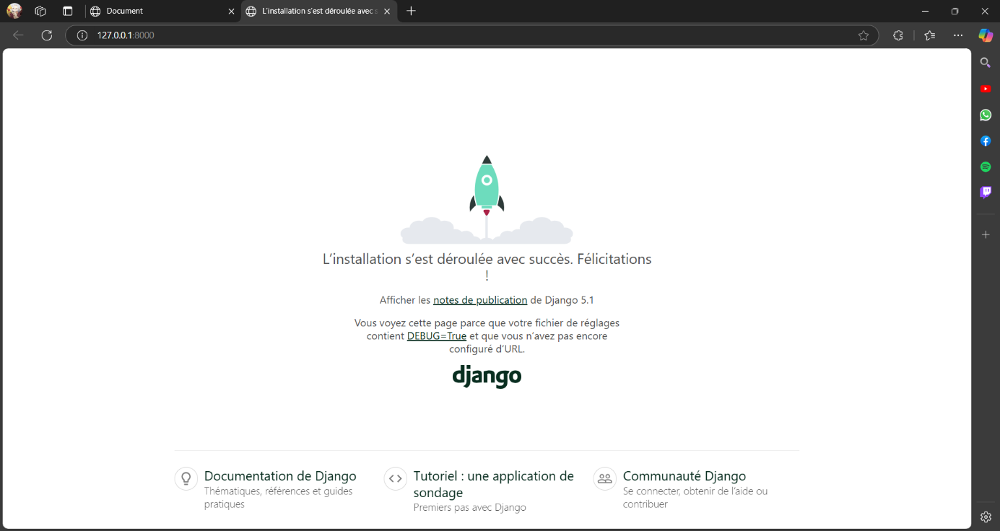 Document
L'installation s'est déroulée avec s
127.0.0.1:8000
L'installation s'est déroulée avec succès. Félicitations
!
Afficher les notes de publication de Django 5.1
Vous voyez cette page parce que votre fichier de réglages
contient DEBUG=True et que vous n'avez pas encore
configuré d'URL.
django
Documentation de Django
Thématiques, références et guides
pratiques
Tutoriel : une application de
sondage
Premiers pas avec Django
Communauté Django
Se connecter, obtenir de l'aide ou
contribuer